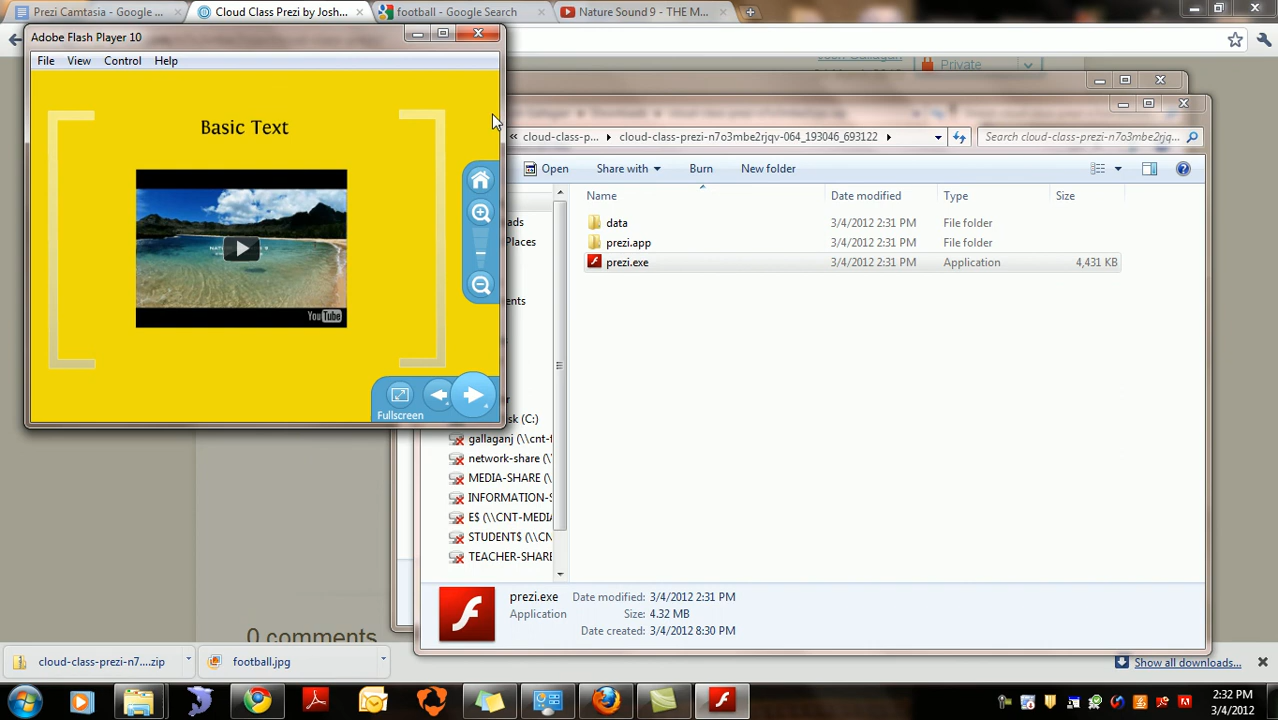 Prezi Camtasia - Google ...
Cloud Class Prezi by Josh...
football - Google Search
Nature Sound 9 - THE M...
Adobe Flash Player 10
Private
File View Control Help
cloud-class-p...
cloud-class-prezi-n7o3mbe2rjqv-064_193046_693122
Search cloud-class-prezi-n7o3mbe2rjq...
Open
Share with
Burn
New folder
Basic Text
YouTube
Fullscreen
Name
Date modified
Type
Size
data
3/4/2012 2:31 PM
File folder
prezi.app
3/4/2012 2:31 PM
File folder
prezi.exe
3/4/2012 2:31 PM
Application
4,431 KB
Places
(C:)
gallaganj (\\cnt-f
network-share (\\
MEDIA-SHARE (\
INFORMATION-S
E$ (\\CNT-MEDI
STUDENT$ (\\CN
TEACHER-SHARE
prezi.exe
Date modified: 3/4/2012 2:31 PM
Application
Size: 4.32 MB
Date created: 3/4/2012 8:30 PM
0 comments
cloud-class-prezi-n7....zip
football.jpg
Show all downloads...
2:32 PM
3/4/2012